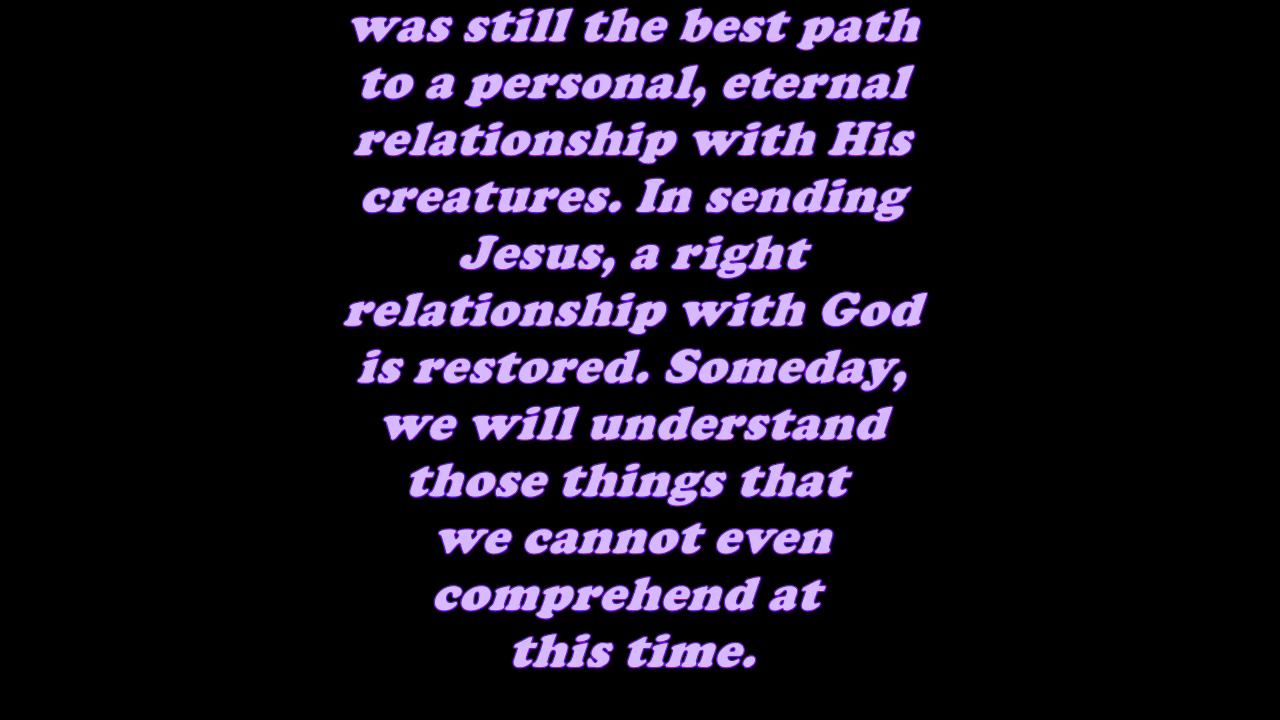 was still the best path
to a personal, eternal
relationship with His
creatures. In sending
Jesus, a right
relationship with God
is restored. Someday,
we will understand
those things that
we cannot even
comprehend at
this time.